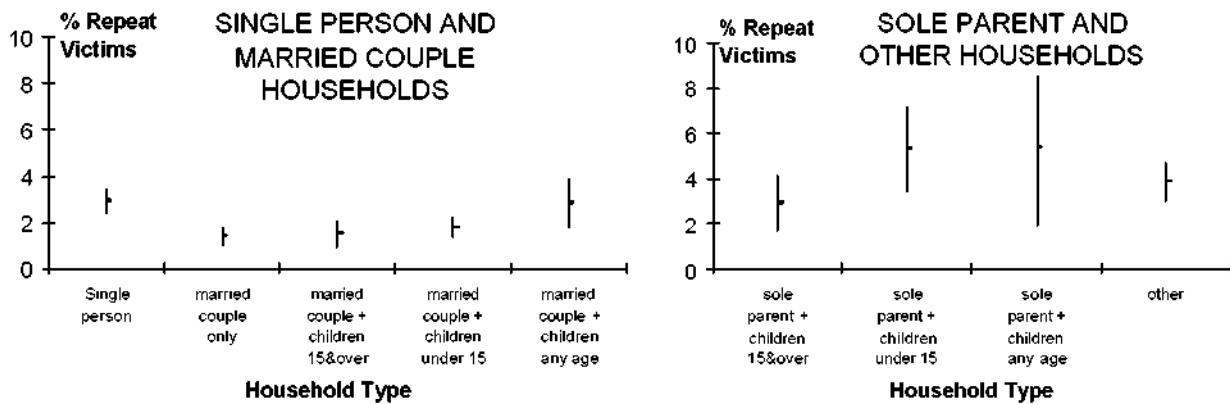 % Repeat
Victims
SINGLE PERSON AND
MARRIED COUPLE
HOUSEHOLDS
10
8
6
4
2
0
Single
person
married
couple
only
married
couple +
children
15&over
married
couple +
children
under 15
married
couple +
children
any age
Household Type
% Repeat
Victims
SOLE PARENT AND
OTHER HOUSEHOLDS
10
8
6
4
2
0
sole
parent +
children
15&over
sole
parent +
children
under 15
sole
parent +
children
any age
other
Household Type